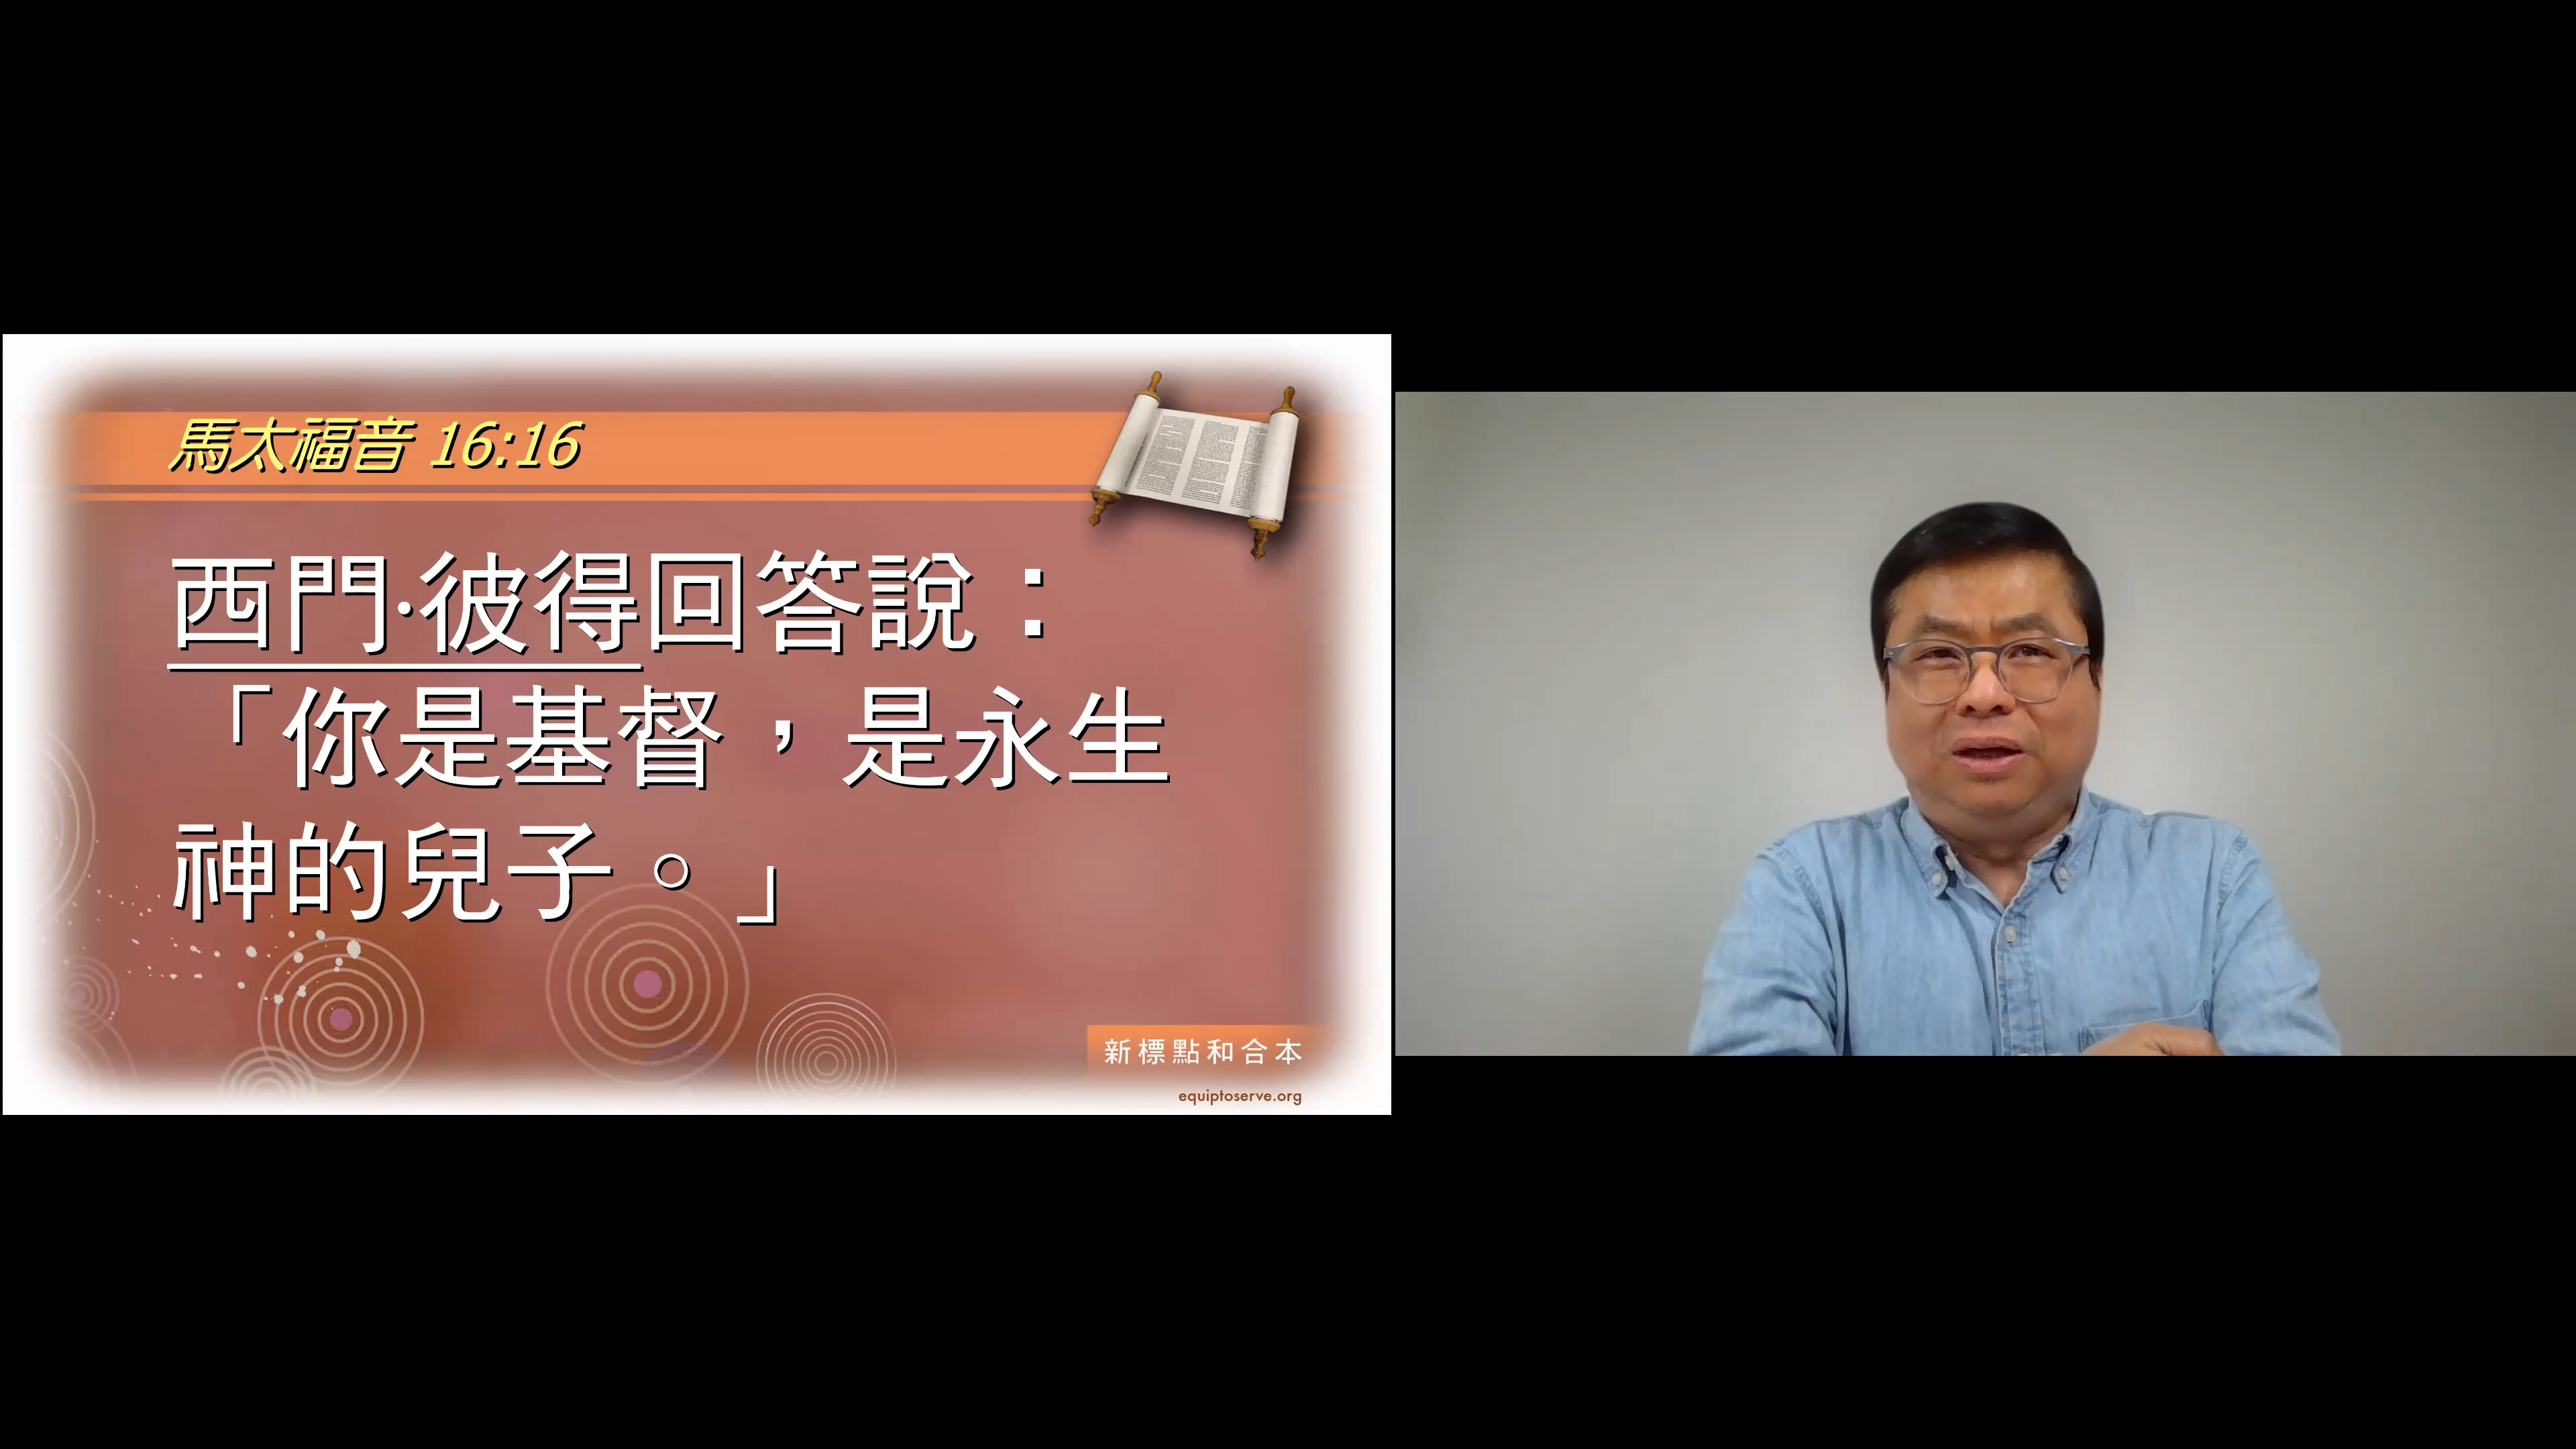 馬太福音 16:16
西門·彼得回答說：
「你是基督，是永生
神的兒子。」
新標點和合本
equiptoserve.org